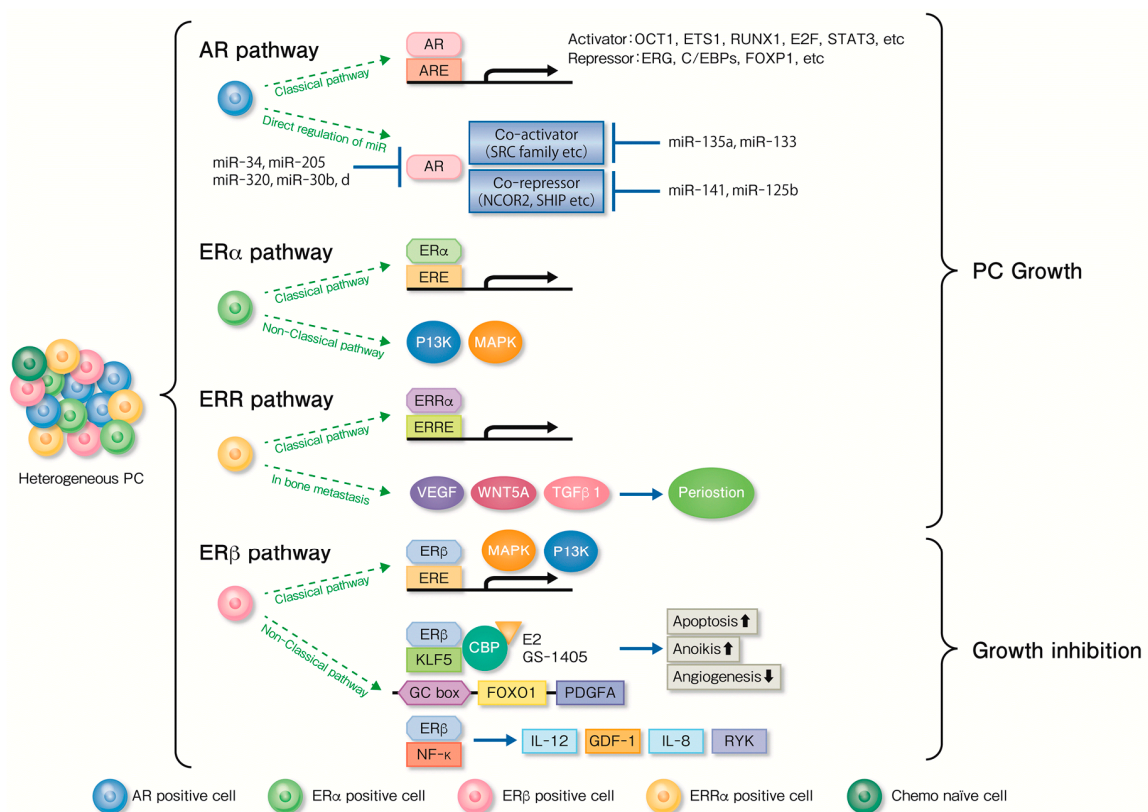 AR pathway
Classical pathway
Direct regulation of miR
AR
ARE
Activator:OCT1, ETS1, RUNX1, E2F, STAT3, etc
Repressor:ERG, C/EBPs, FOXP1, etc
miR-34, miR-205
miR-320, miR-30b, d
AR
Co-activator
(SRC family etc)
Co-repressor
(NCOR2, SHIP etc)
miR-135a, miR-133
miR-141, miR-125b
ERα pathway
Classical pathway
Non-Classical pathway
ERα
ERE
P13K
MAPK
PC Growth
Heterogeneous PC
ERR pathway
Classical pathway
In bone metastasis
ERRα
ERRE
VEGF
WNT5A
TGFβ 1
Periostion
ERβ pathway
Classical pathway
Non-Classical pathway
ERβ
ERE
MAPK
P13K
ERβ
KLF5
CBP
E2
GS-1405
Apoptosis⬆
Anoikis⬆
Angiogenesis⬇
Growth inhibition
GC box
FOXO1
PDGFA
ERβ
NF-κ
IL-12
GDF-1
IL-8
RYK
AR positive cell
ERα positive cell
ERβ positive cell
ERRα positive cell
Chemo naïve cell